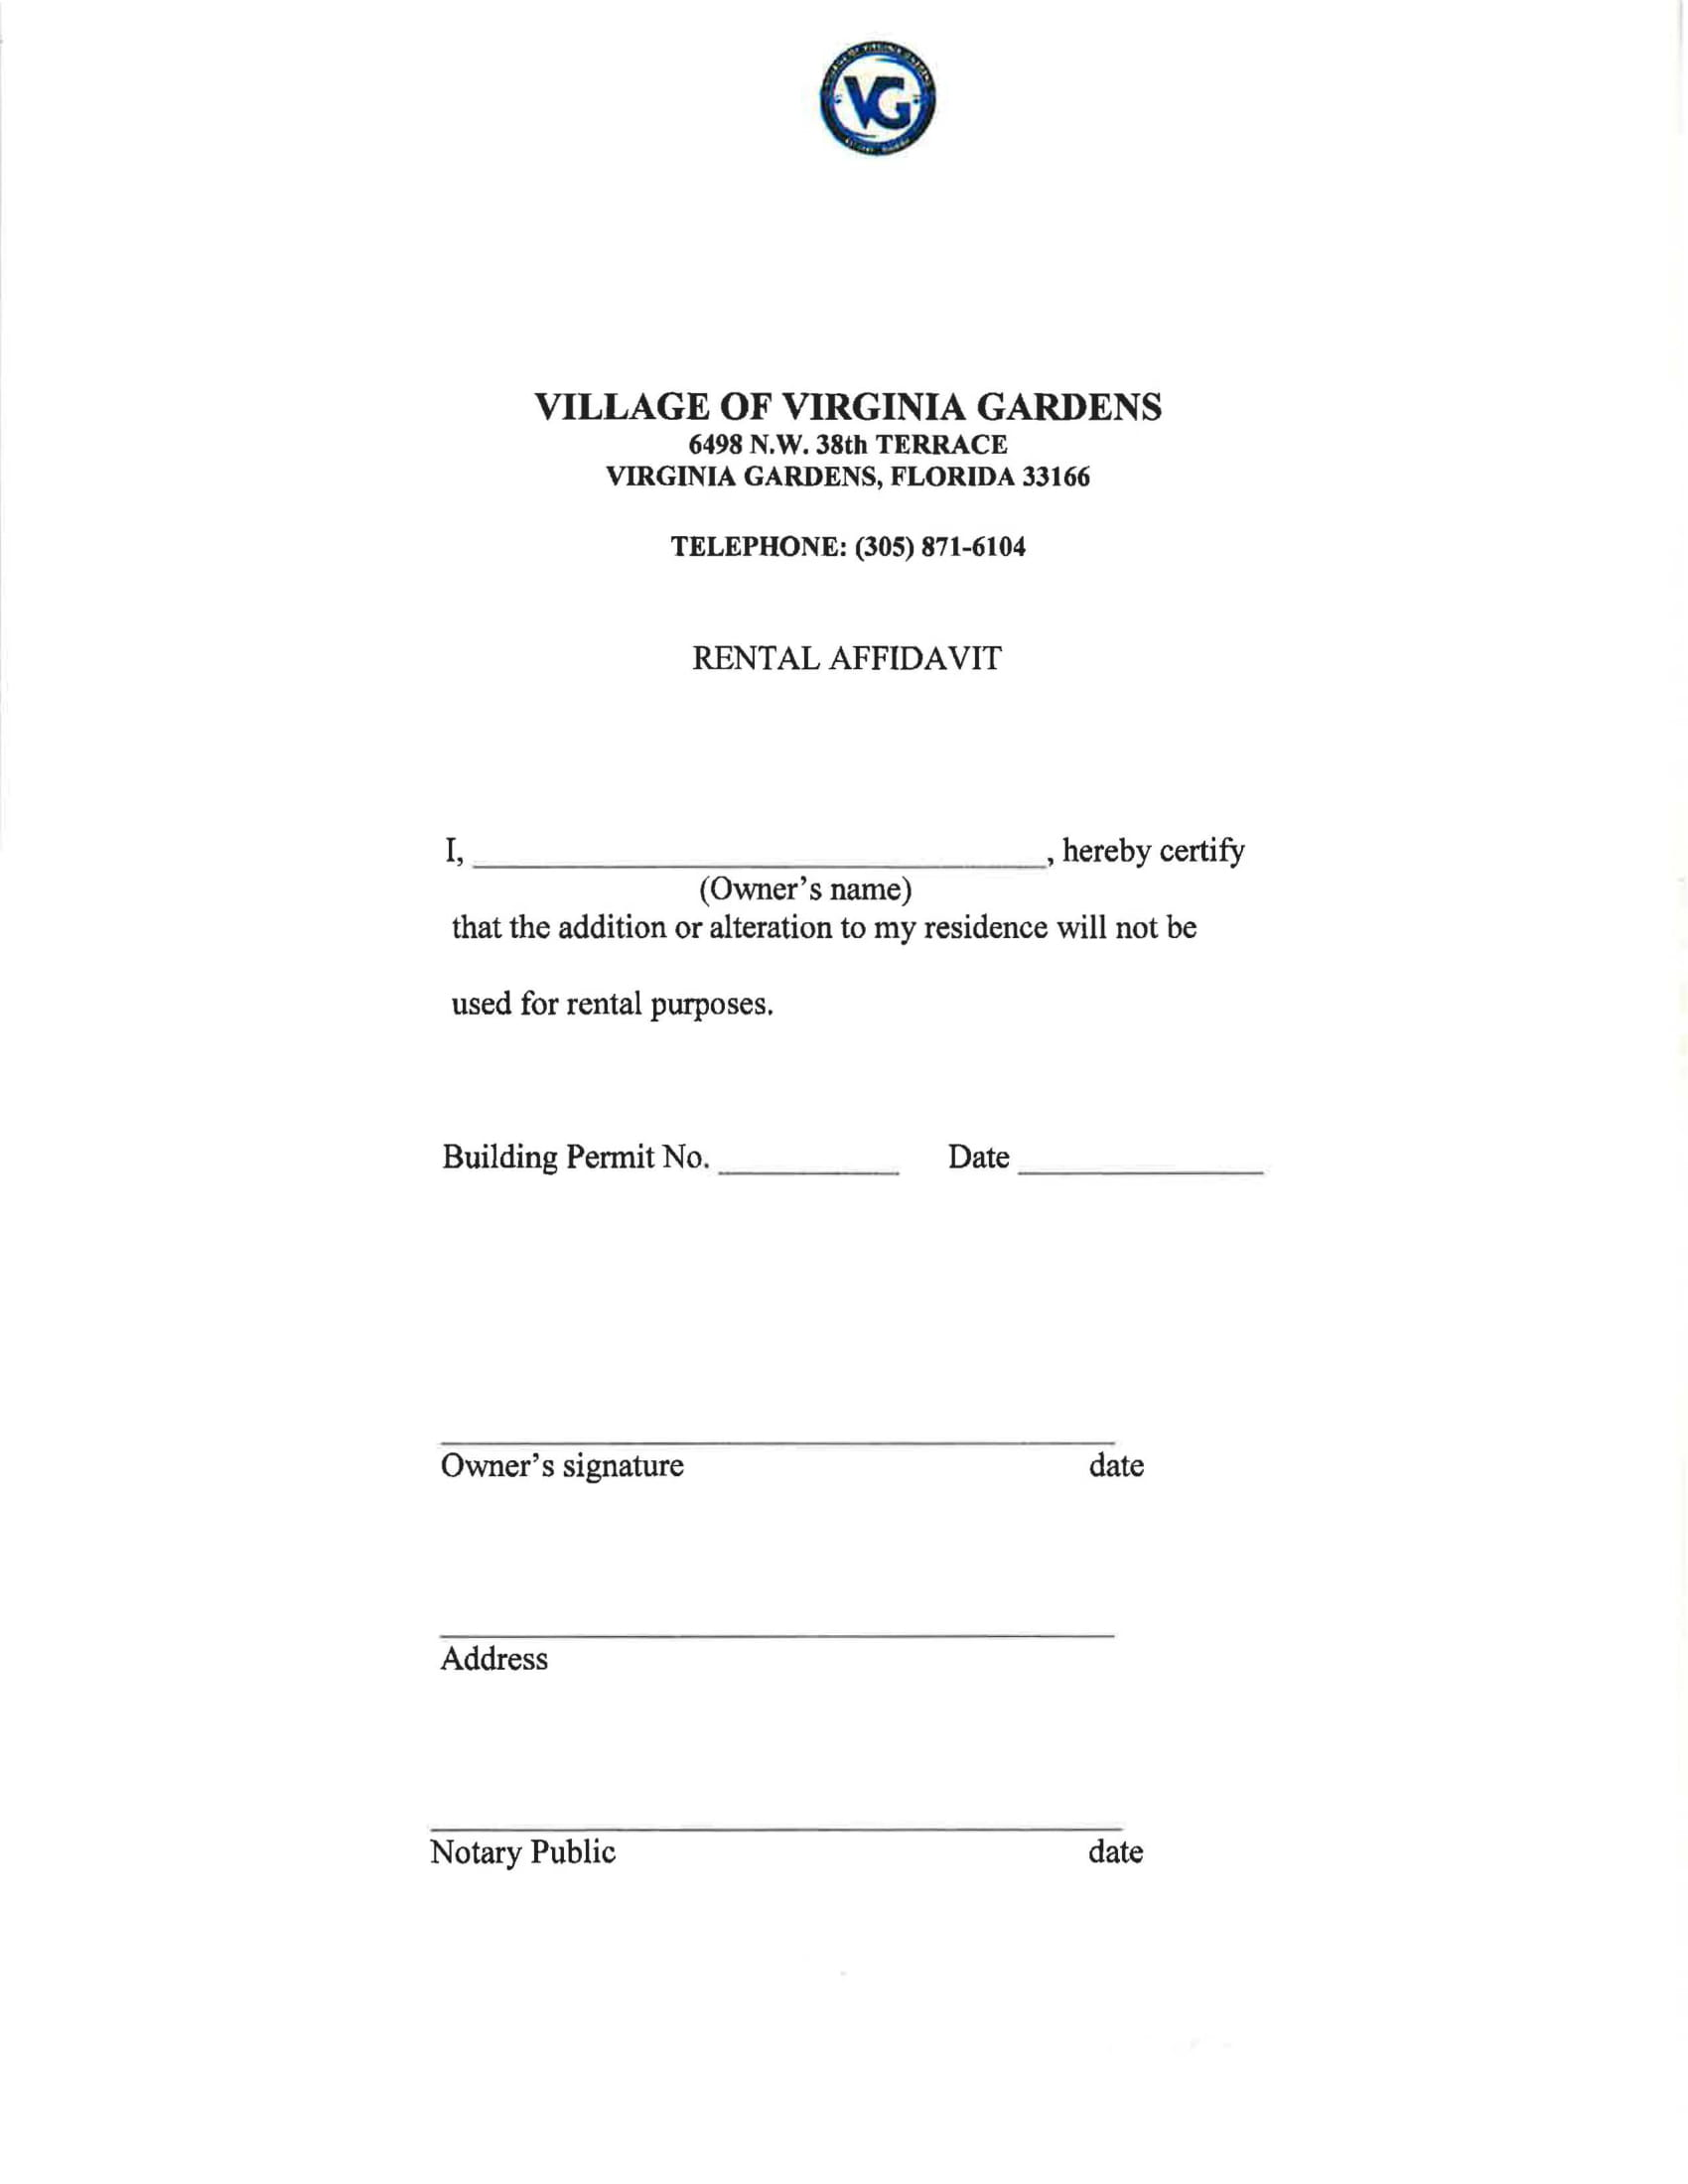 VG
VILLAGE OF VIRGINIA GARDENS
6498 N.W. 38th TERRACE
VIRGINIA GARDENS, FLORIDA 33166
TELEPHONE: (305) 871-6104
RENTAL AFFIDAVIT
I, ______________________________, hereby certify
(Owner’s name)
that the addition or alteration to my residence will not be
used for rental purposes.
Building Permit No. __________ Date ______________
Owner’s signature date
Address
Notary Public date